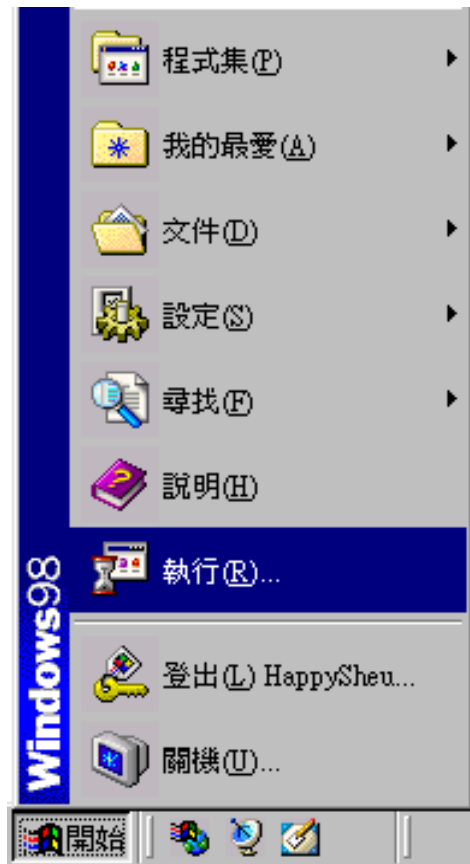 程式集(P)
我的最愛(A)
文件(D)
設定(S)
尋找(F)
說明(H)
執行(R)...
登出(L) HappySheu...
關機(U)...
Windows98
開始